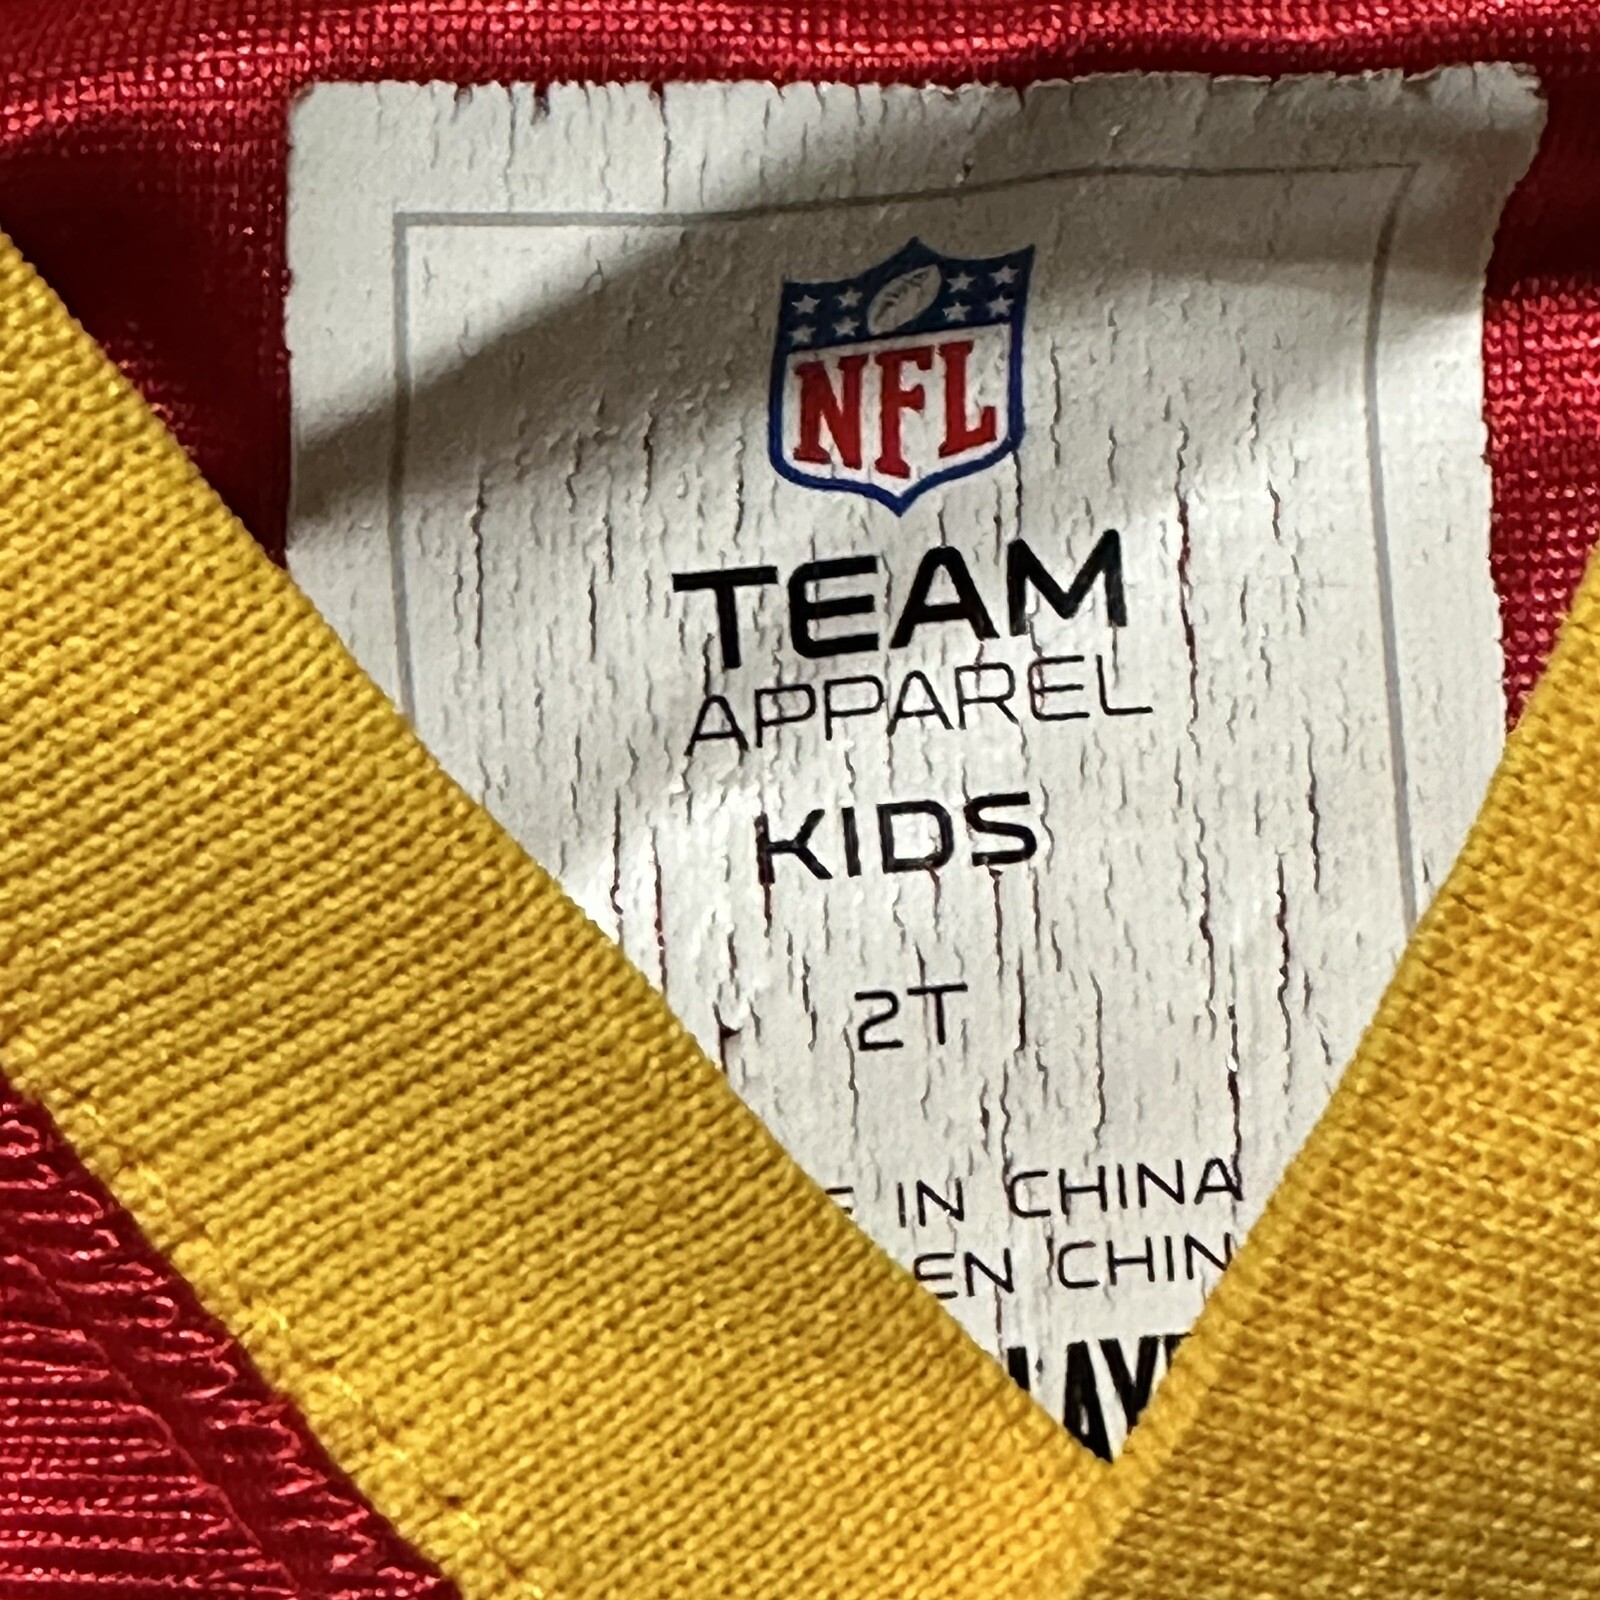 NFL
TEAM
APPAREL
KIDS
2T
IN CHINA
EN CHIN